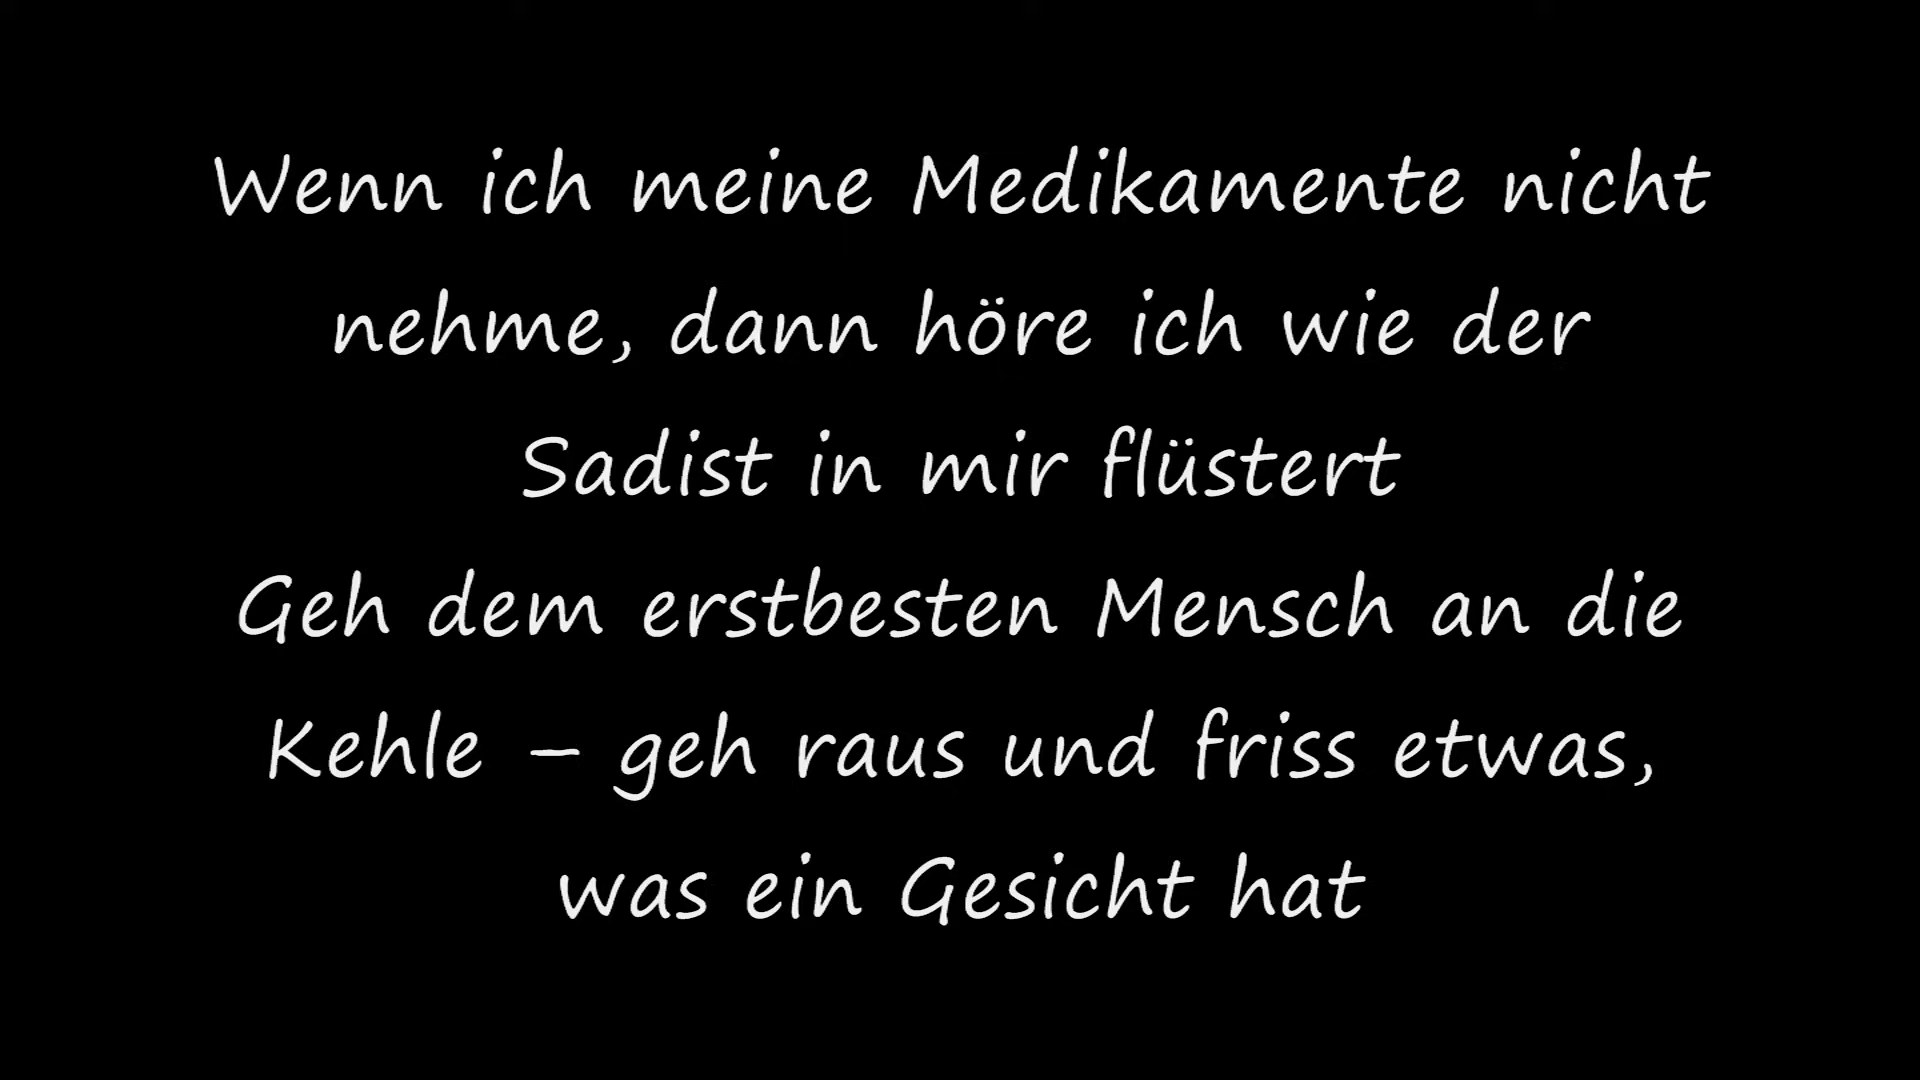 Wenn ich meine Medikamente nicht
nehme, dann höre ich wie der
Sadist in mir flüstert
Geh dem erstbesten Mensch an die
Kehle – geh raus und friss etwas,
was ein Gesicht hat